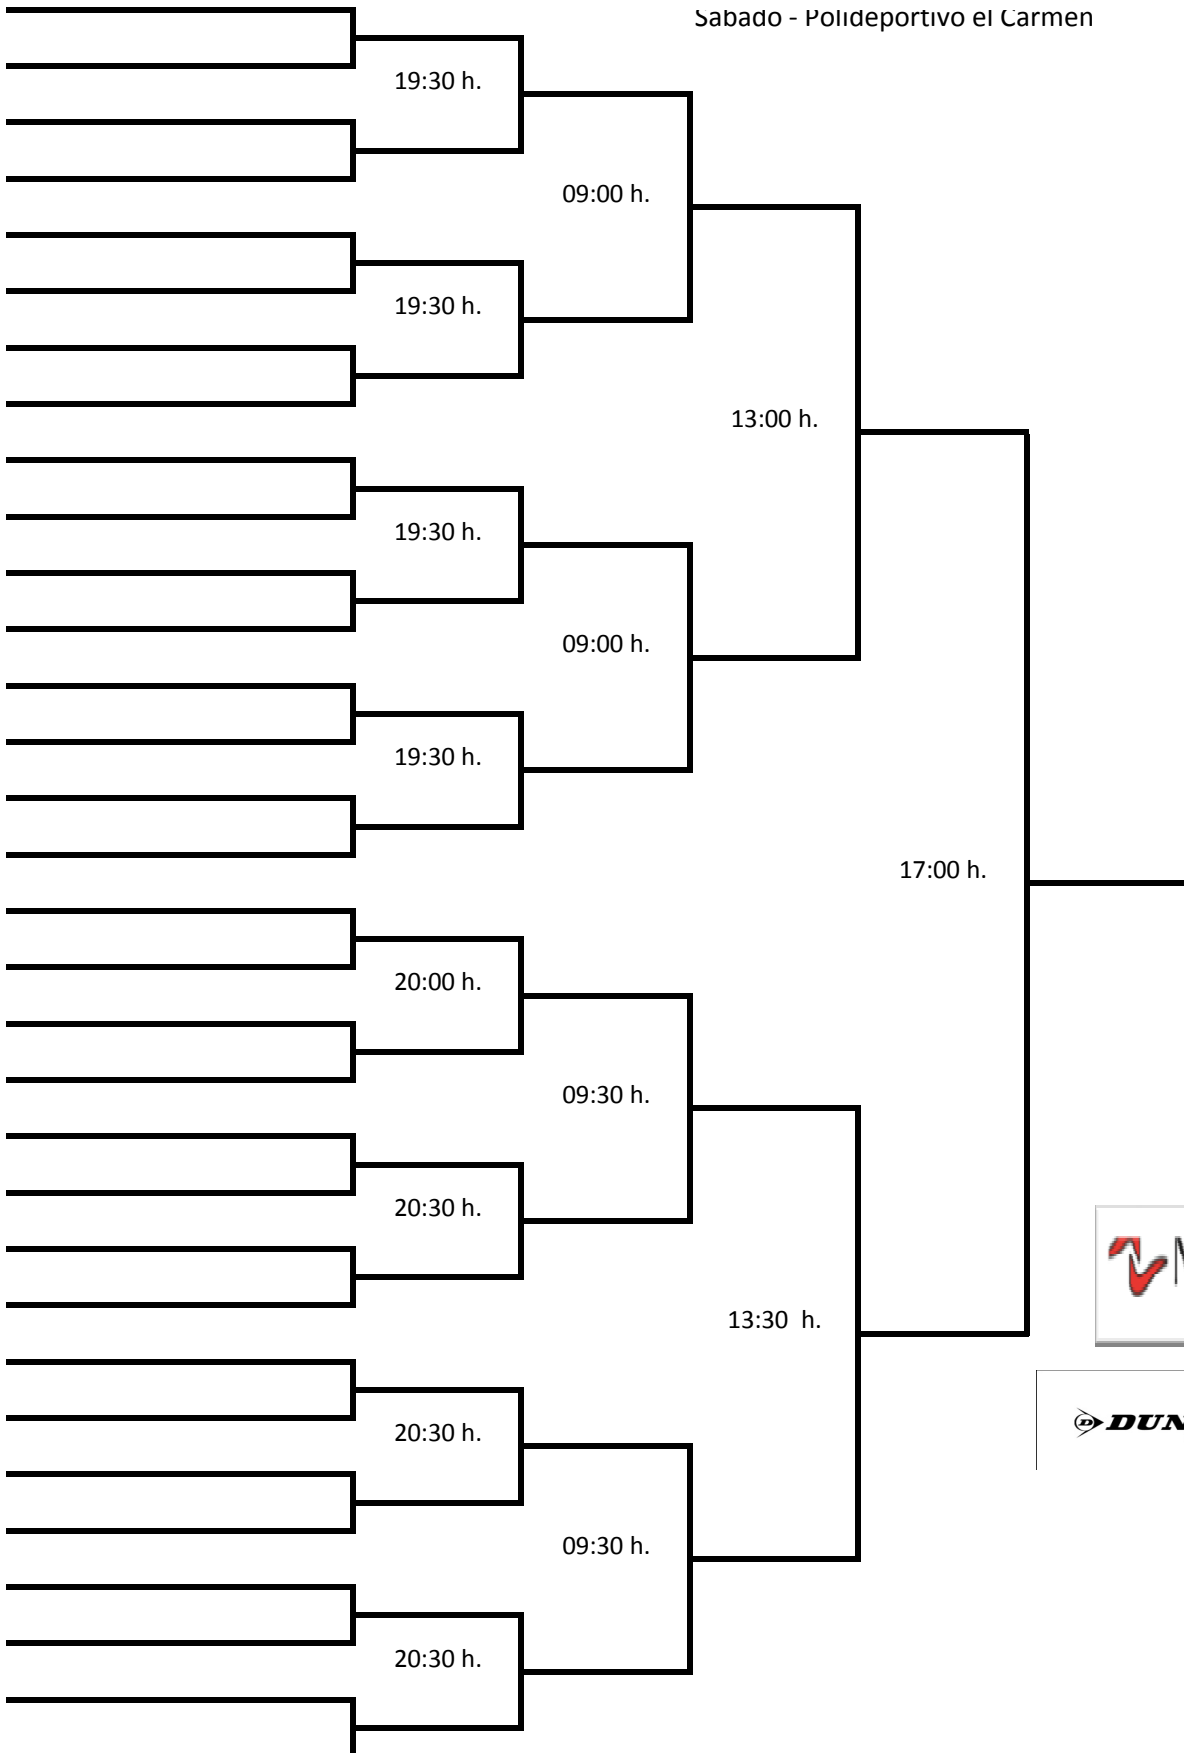 Sabado - Polideportivo el Carmen
19:30 h.
09:00 h.
19:30 h.
13:00 h.
19:30 h.
09:00 h.
19:30 h.
17:00 h.
20:00 h.
09:30 h.
20:30 h.
13:30  h.
20:30 h.
09:30 h.
20:30 h.